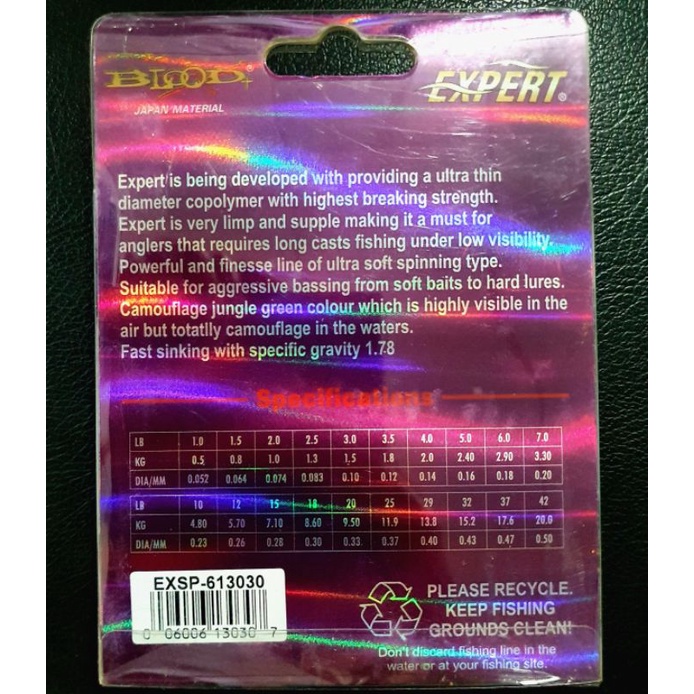 BLOOD®
EXPERT®
JAPAN MATERIAL
Expert is being developed with providing a ultra thin
diameter copolymer with highest breaking strength.
Expert is very limp and supple making it a must for
anglers that requires long casts fishing under low visibility.
Powerful and finesse line of ultra soft spinning type.
Suitable for aggressive bassing from soft baits to hard lures.
Camouflage jungle green colour which is highly visible in the
air but totatlly camouflage in the waters.
Fast sinking with specific gravity 1.78
Specifications
LB 1.0 1.5 2.0 2.5 3.0 3.5 4.0 5.0 6.0 7.0
KG 0.5 0.8 1.0 1.3 1.5 1.8 2.0 2.40 2.90 3.30
DIA/MM 0.052 0.064 0.074 0.083 0.10 0.12 0.14 0.16 0.18 0.20
LB 10 12 15 18 20 25 29 32 37 42
KG 4.80 5.70 7.10 8.60 9.50 11.9 13.8 15.2 17.6 20.0
DIA/MM 0.23 0.26 0.28 0.30 0.33 0.37 0.40 0.43 0.47 0.50
EXSP-613030
0 06006 13030 7
PLEASE RECYCLE.
KEEP FISHING
GROUNDS CLEAN!
Don't discard fishing line in the
water or at your fishing site.